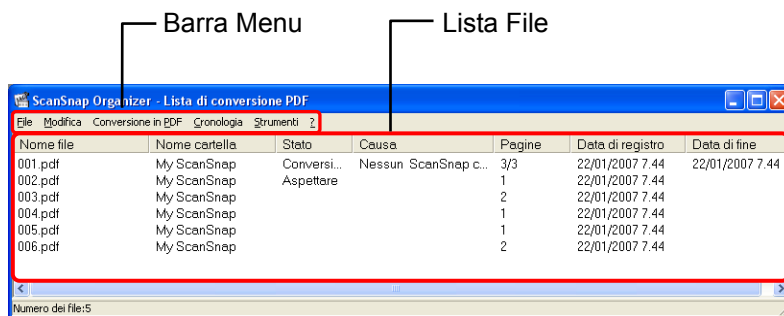 Barra Menu Lista File
ScanSnap Organizer - Lista di conversione PDF
File Modifica Conversione in PDF Cronologia Strumenti ?
Nome file Nome cartella Stato Causa Pagine Data di registro Data di fine
001.pdf My ScanSnap Conversi... Nessun ScanSnap c... 3/3 22/01/2007 7.44 22/01/2007 7.44
002.pdf My ScanSnap Aspettare 1 22/01/2007 7.44
003.pdf My ScanSnap 2 22/01/2007 7.44
004.pdf My ScanSnap 1 22/01/2007 7.44
005.pdf My ScanSnap 1 22/01/2007 7.44
006.pdf My ScanSnap 2 22/01/2007 7.44
Numero dei file:5